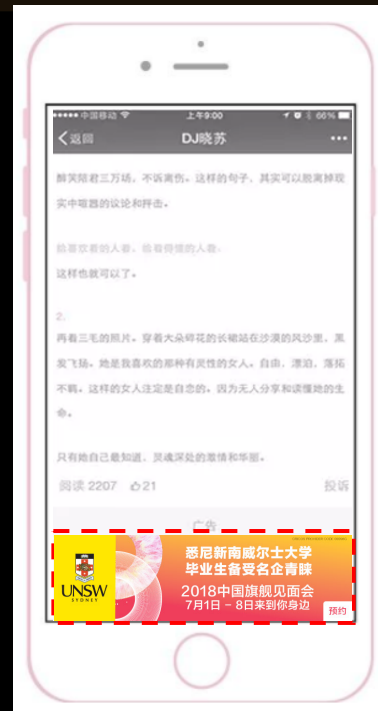 中国移动 上午9:00 66%
返回 DJ晓苏
醉笑陪君三万场，不诉离伤。这样的句子，其实可以脱离掉现
实中喧嚣的议论和抨击。
给喜欢看的人看，给看得懂的人看。
这样也就可以了。
2.
再看三毛的照片。穿着大朵碎花的长裙站在沙漠的风沙里，黑
发飞扬。她是我喜欢的那种有灵性的女人。自由，漂泊，落拓
不羁。这样的女人注定是自恋的。因为无人分享和读懂她的生
命。
只有她自己最知道，灵魂深处的激情和华丽。
阅读 2207 21 投诉
广告
UNSW
SYDNEY
悉尼新南威尔士大学
毕业生备受名企青睐
2018中国旗舰见面会
7月1日 - 8日来到你身边
预约